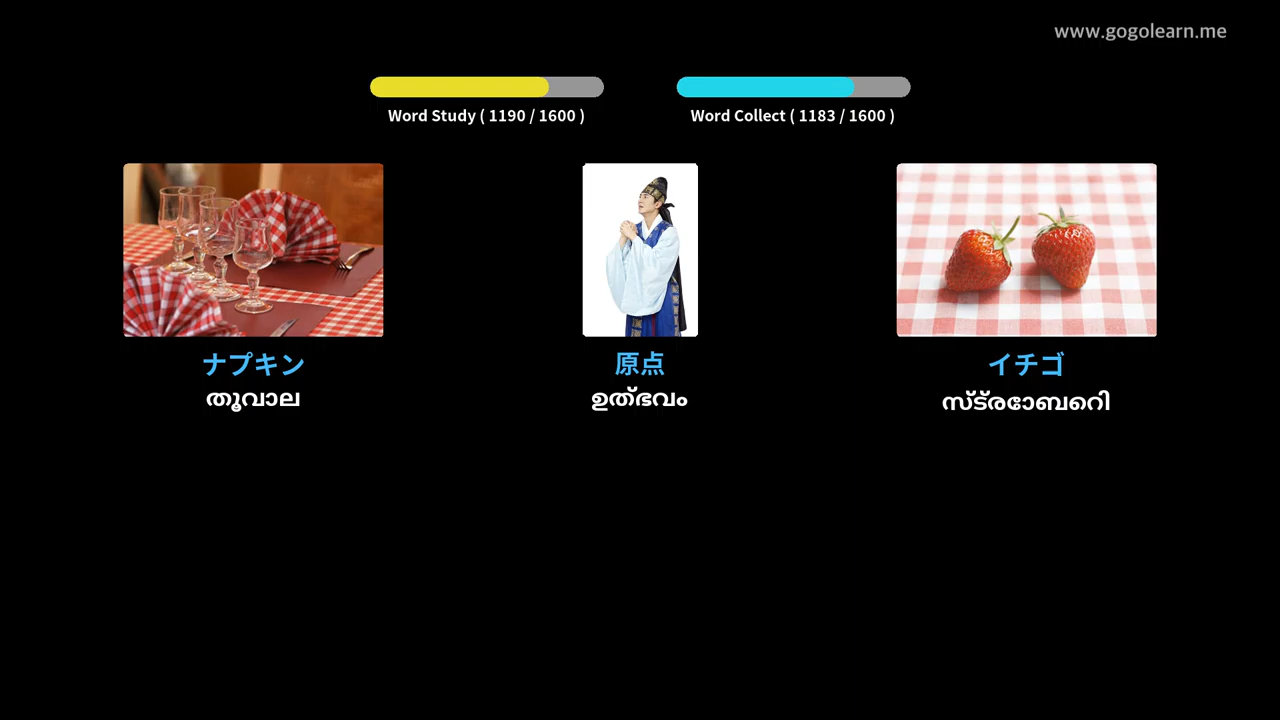 www.gogolearn.me
Word Study ( 1190 / 1600 )
Word Collect ( 1183 / 1600 )
ナプキン
原点
イチゴ
തൂവാല
ഉത്ഭവം
സ്ട്രോബെറി